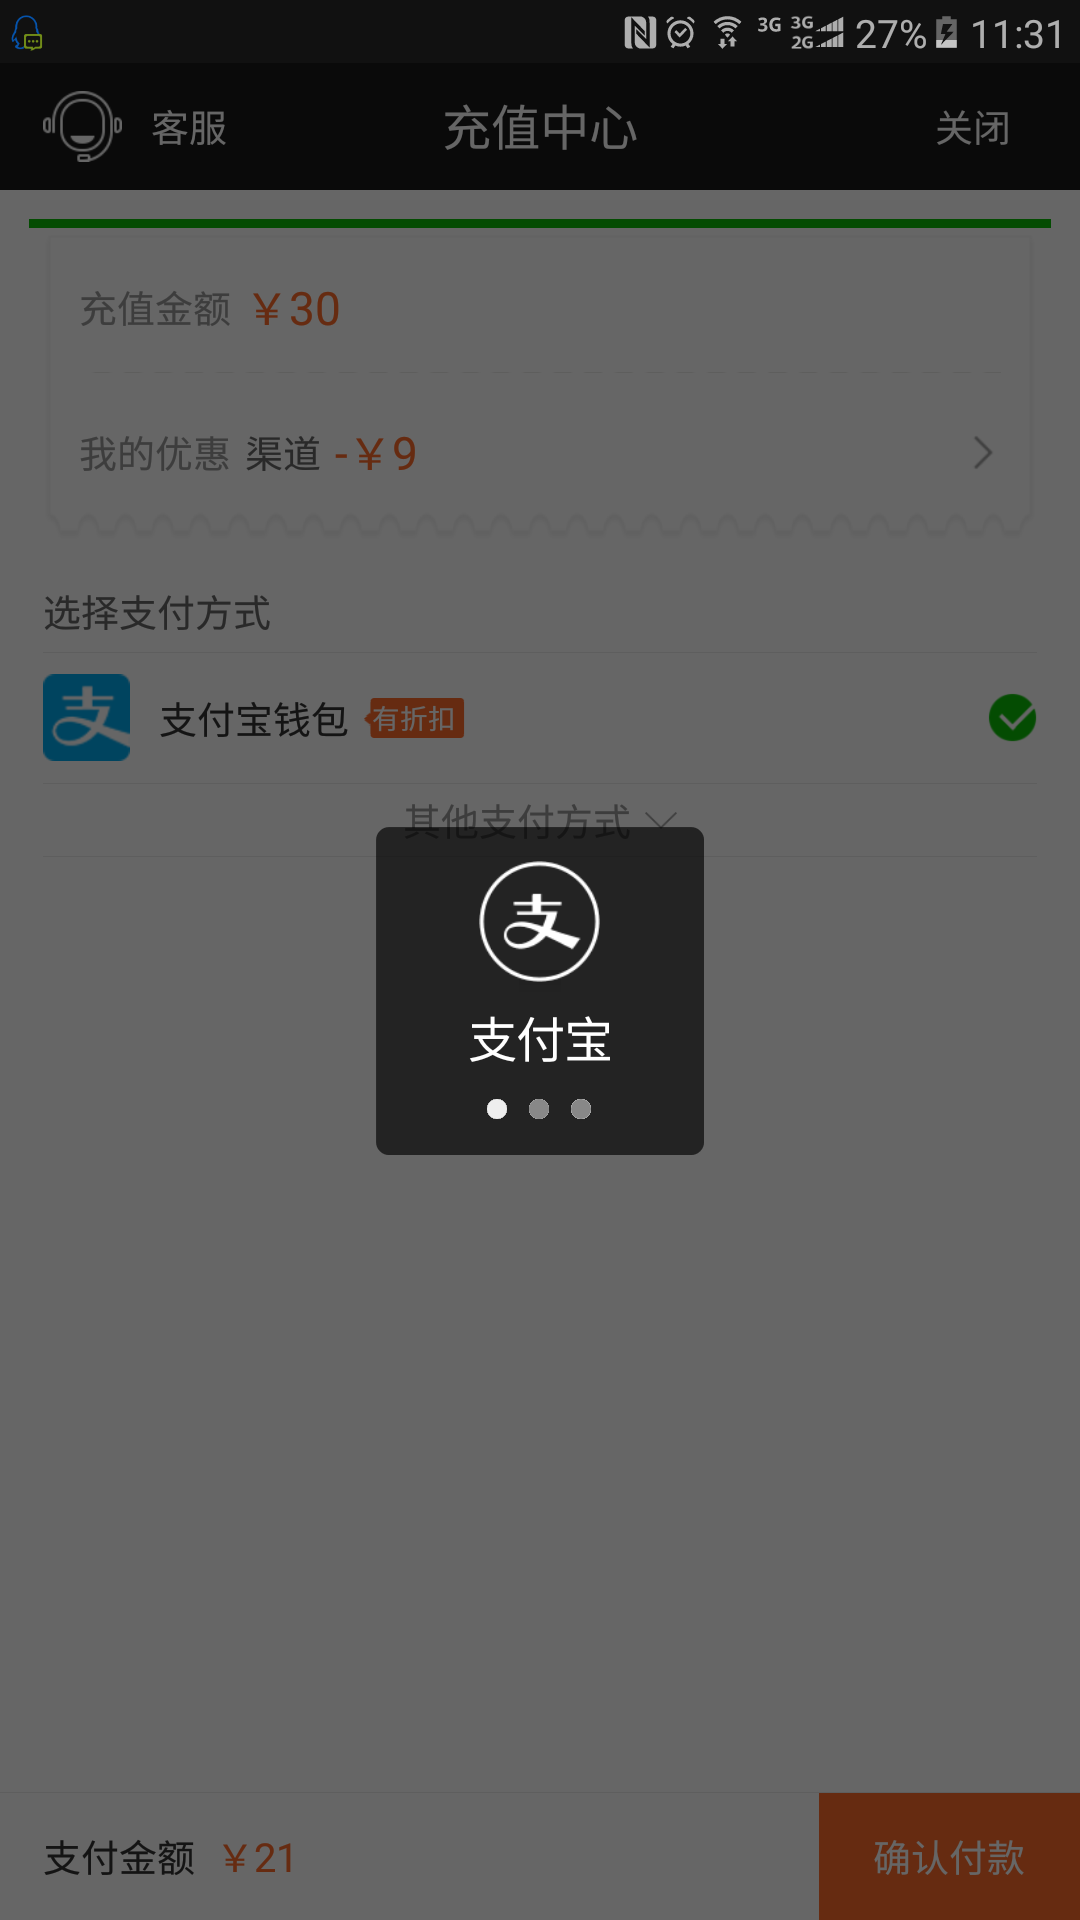 3G 3G 2G 27% 11:31
客服 充值中心 关闭
充值金额 ￥30
我的优惠 渠道 -￥9
选择支付方式
支 支付宝钱包 有折扣
其他支付方式
支
支付宝
支付金额 ￥21 确认付款